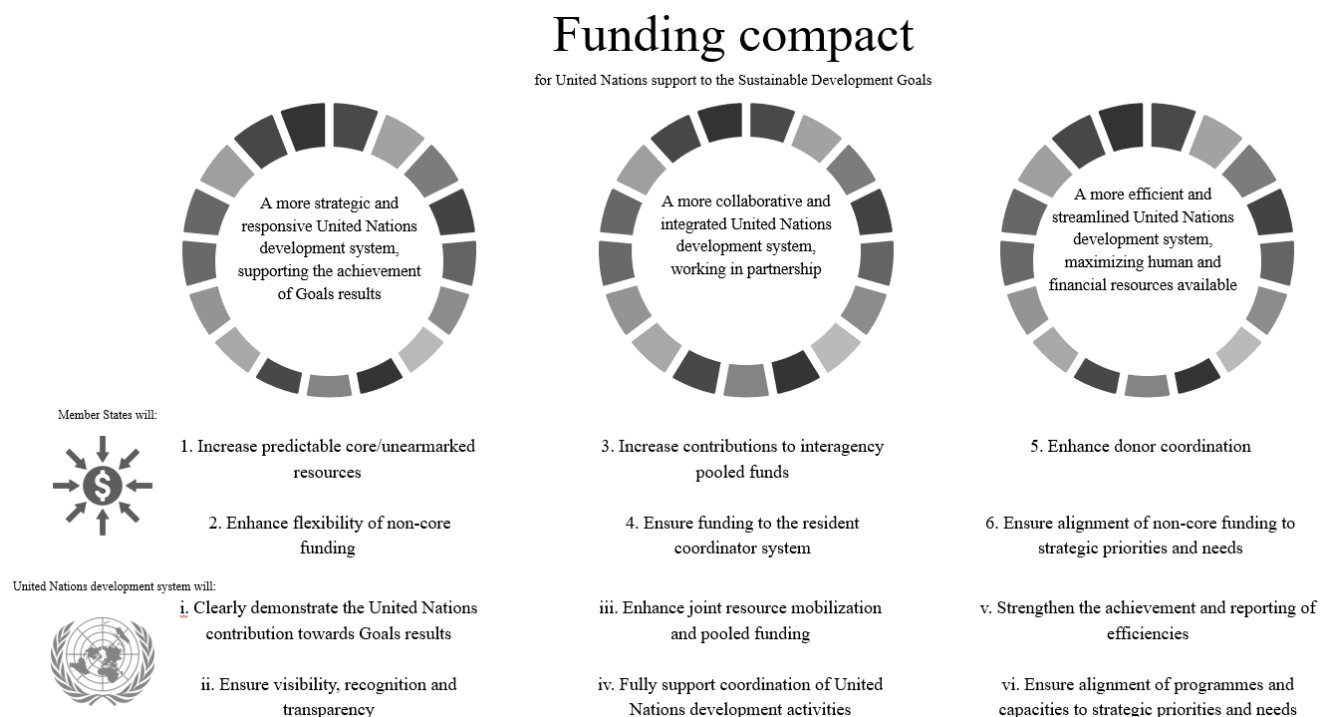 Funding compact
for United Nations support to the Sustainable Development Goals
A more strategic and
responsive United Nations
development system,
supporting the achievement
of Goals results
A more collaborative and
integrated United Nations
development system,
working in partnership
A more efficient and
streamlined United Nations
development system,
maximizing human and
financial resources available
Member States will:
$
1. Increase predictable core/unearmarked
resources
2. Enhance flexibility of non-core
funding
3. Increase contributions to interagency
pooled funds
4. Ensure funding to the resident
coordinator system
5. Enhance donor coordination
6. Ensure alignment of non-core funding to
strategic priorities and needs
United Nations development system will:
i. Clearly demonstrate the United Nations
contribution towards Goals results
ii. Ensure visibility, recognition and
transparency
iii. Enhance joint resource mobilization
and pooled funding
iv. Fully support coordination of United
Nations development activities
v. Strengthen the achievement and reporting of
efficiencies
vi. Ensure alignment of programmes and
capacities to strategic priorities and needs